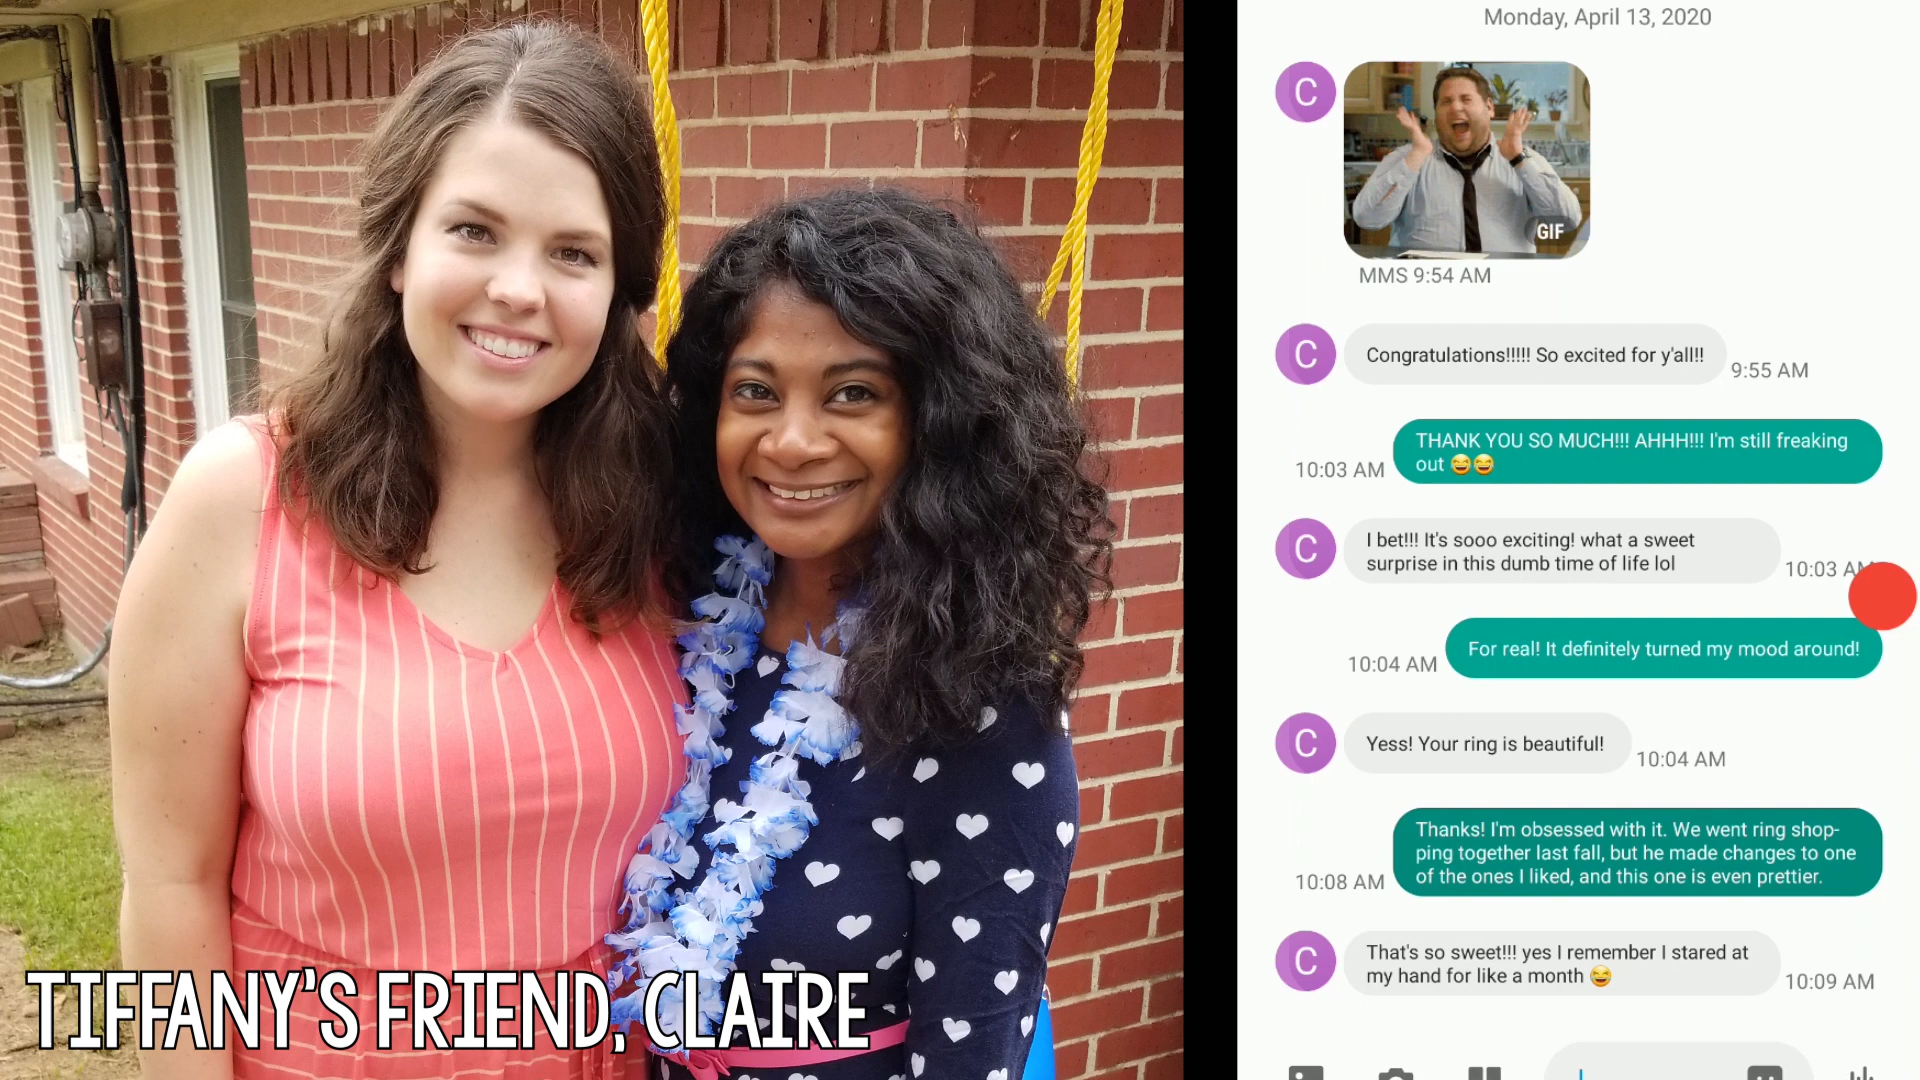 TIFFANY'S FRIEND, CLAIRE
Monday, April 13, 2020
C
GIF
MMS 9:54 AM
C
Congratulations!!!!! So excited for y'all!!
9:55 AM
THANK YOU SO MUCH!!! AHHH!!! I'm still freaking
out 😅😅
10:03 AM
C
I bet!!! It's sooo exciting! what a sweet
surprise in this dumb time of life lol
10:03 AM
For real! It definitely turned my mood around!
10:04 AM
C
Yess! Your ring is beautiful!
10:04 AM
Thanks! I'm obsessed with it. We went ring shop-
ping together last fall, but he made changes to one
of the ones I liked, and this one is even prettier.
10:08 AM
C
That's so sweet!!! yes I remember I stared at
my hand for like a month 😅
10:09 AM